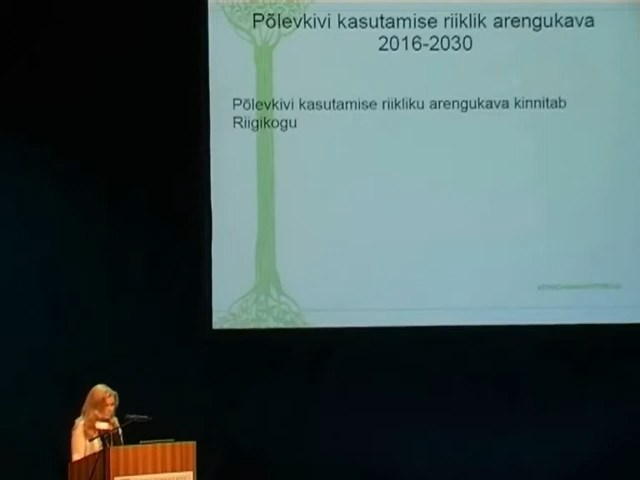 Põlevkivi kasutamise riiklik arengukava
2016-2030
Põlevkivi kasutamise riikliku arengukava kinnitab
Riigikogu